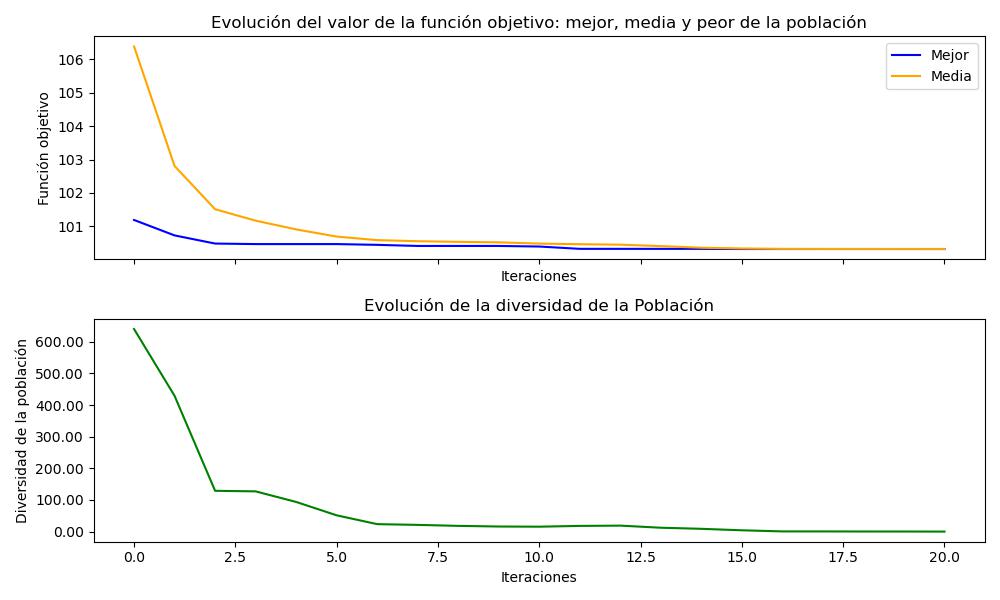 Evolución del valor de la función objetivo: mejor, media y peor de la población
Mejor
Media
Función objetivo
106
105
104
103
102
101
Iteraciones
Evolución de la diversidad de la Población
Diversidad de la población
600.00
500.00
400.00
300.00
200.00
100.00
0.00
0.0 2.5 5.0 7.5 10.0 12.5 15.0 17.5 20.0
Iteraciones